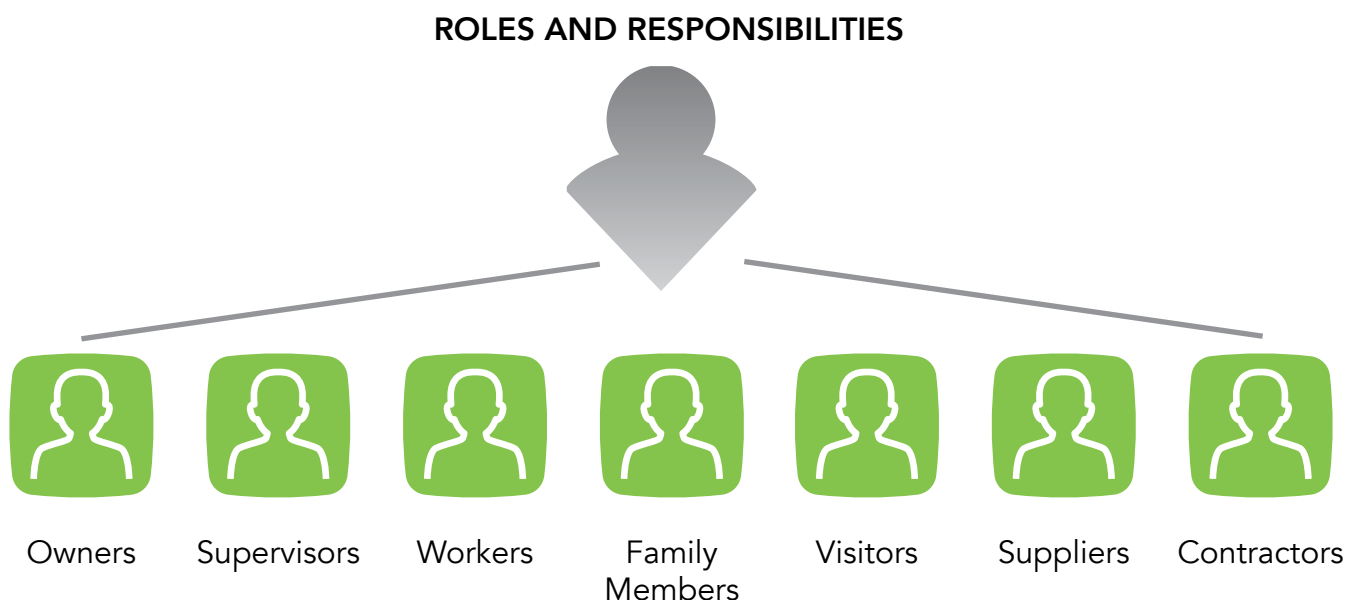 ROLES AND RESPONSIBILITIES
Owners
Supervisors
Workers
Family
Members
Visitors
Suppliers
Contractors